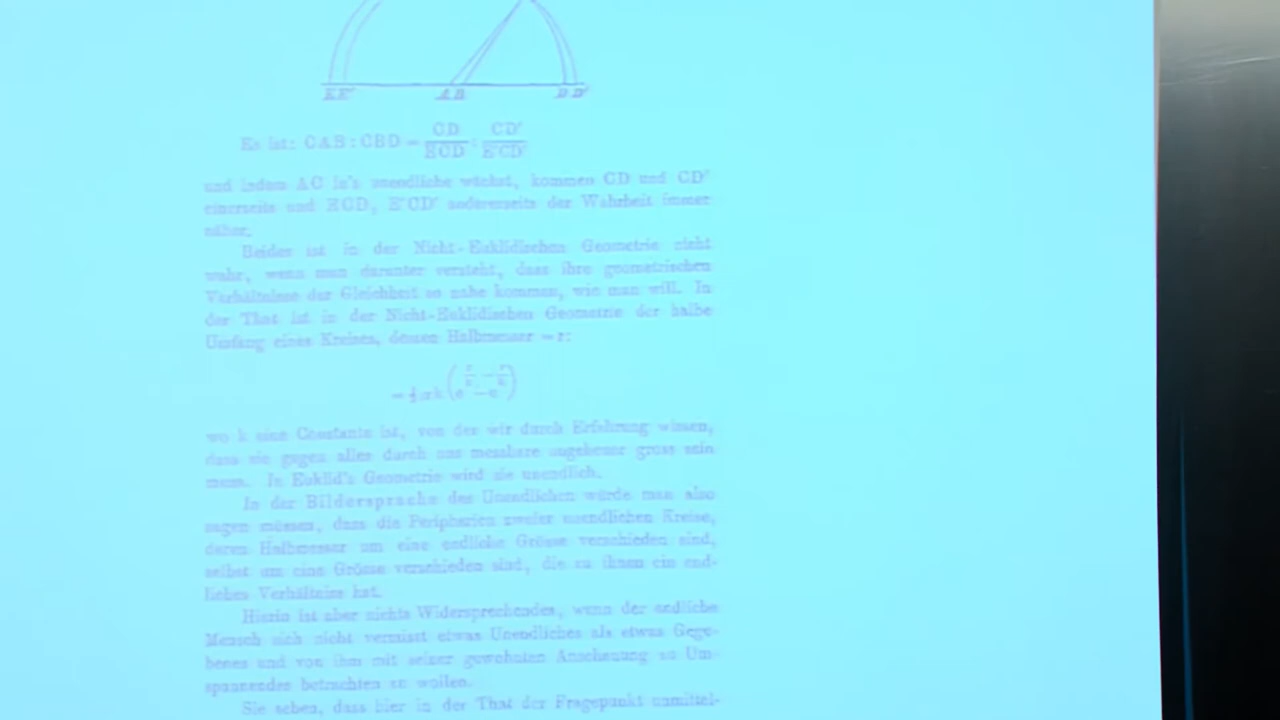 EE' A B D D'
Es ist: CAB : CBD = CD/ECD : CD'/E'CD'
und indem AC in's unendliche wächst, kommen CD und CD'
einerseits und ECD, E'CD' andererseits der Wahrheit immer
näher.
Beides ist in der Nicht-Euklidischen Geometrie nicht
wahr, wenn man darunter versteht, dass ihre geometrischen
Verhältnisse der Gleichheit so nahe kommen, wie man will. In
der That ist in der Nicht-Euklidischen Geometrie der halbe
Umfang eines Kreises, dessen Halbmesser = r:
= ½πk(e^(r/k) − e^(−r/k))
wo k eine Constante ist, von der wir durch Erfahrung wissen,
dass sie gegen alles durch uns messbare ungeheuer gross sein
muss. In Euklid's Geometrie wird sie unendlich.
In der Bildersprache des Unendlichen würde man also
sagen müssen, dass die Peripherien zweier unendlichen Kreise,
deren Halbmesser um eine endliche Grösse verschieden sind,
selbst um eine Grösse verschieden sind, die zu ihnen ein end-
liches Verhältniss hat.
Hierin ist aber nichts Widersprechendes, wenn der endliche
Mensch sich nicht vermisst etwas Unendliches als etwas Gege-
benes und von ihm mit seiner gewohnten Anschauung zu Um-
spannendes betrachten zu wollen.
Sie sehen, dass hier in der That der Fragepunkt unmittel-